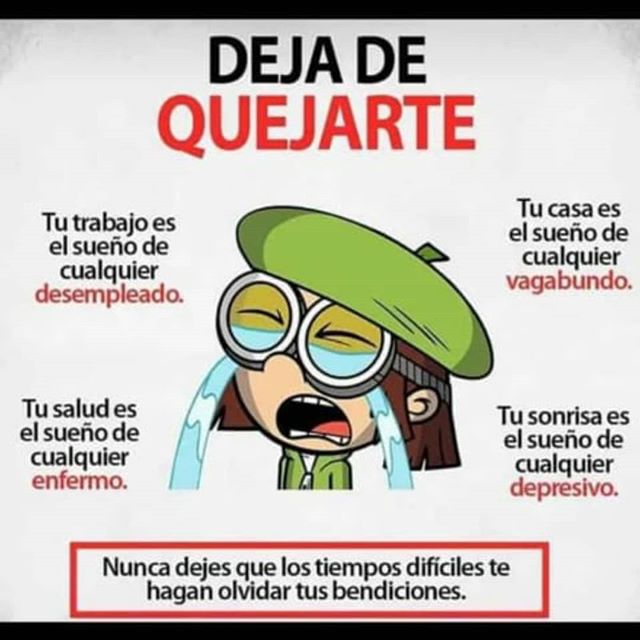 DEJA DE
QUEJARTE
Tu trabajo es
el sueño de
cualquier
desempleado.
Tu casa es
el sueño de
cualquier
vagabundo.
Tu salud es
el sueño de
cualquier
enfermo.
Tu sonrisa es
el sueño de
cualquier
depresivo.
Nunca dejes que los tiempos difíciles te
hagan olvidar tus bendiciones.